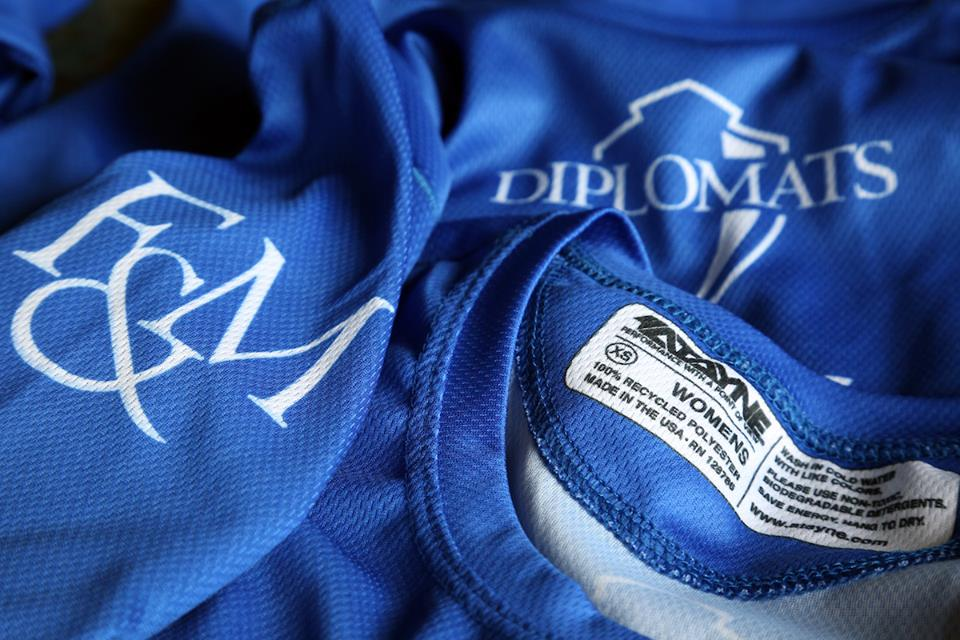 F&M
DIPLOMATS
ATAYNE
PERFORMANCE WITH A POINT OF VIEW
XS
WOMENS
100% RECYCLED POLYESTER
MADE IN THE USA • RN 128786
WASH IN COLD WATER
WITH LIKE COLORS.
PLEASE USE NON-TOXIC,
BIODEGRADABLE DETERGENTS.
SAVE ENERGY. HANG TO DRY.
www.atayne.com